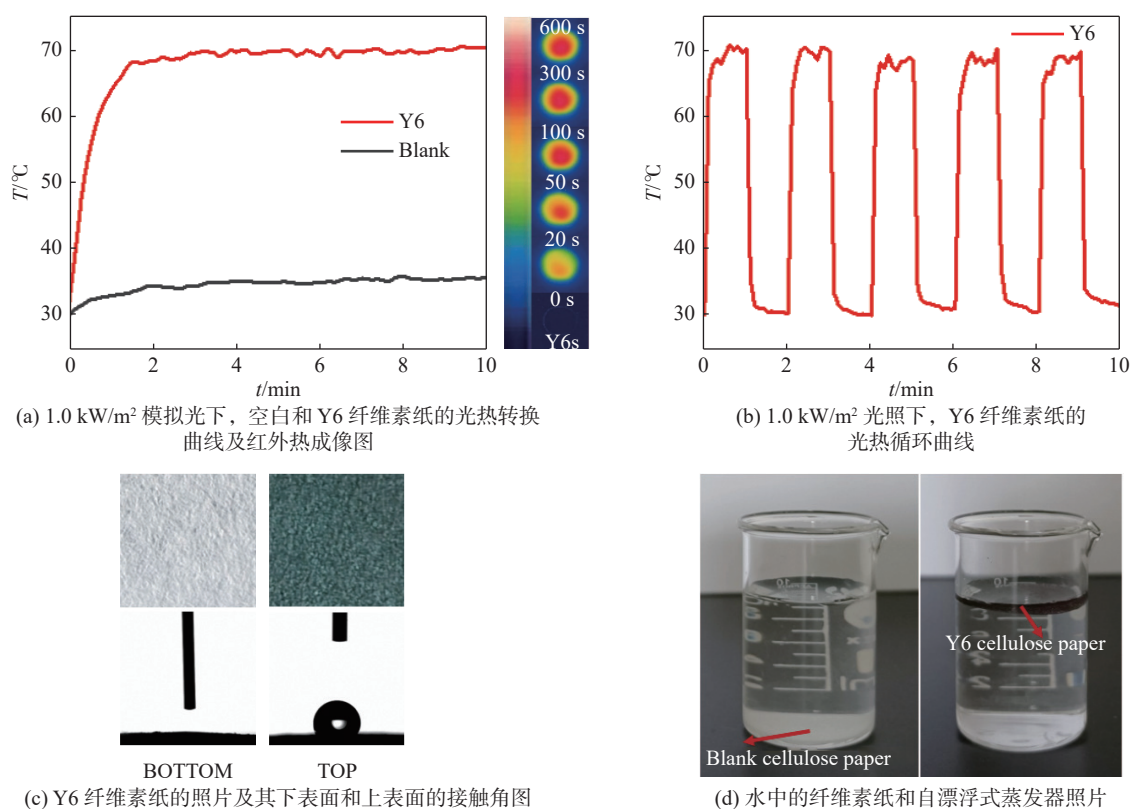 70
60
50
40
30
T/℃
Y6
Blank
0
2
4
6
8
10
t/min
600 s
300 s
100 s
50 s
20 s
0 s
Y6s
(a) 1.0 kW/m² 模拟光下，空白和 Y6 纤维素纸的光热转换
曲线及红外热成像图
70
60
50
40
30
T/℃
Y6
0
2
4
6
8
10
t/min
(b) 1.0 kW/m² 光照下，Y6 纤维素纸的
光热循环曲线
BOTTOM
TOP
(c) Y6 纤维素纸的照片及其下表面和上表面的接触角图
Blank cellulose paper
Y6 cellulose paper
(d) 水中的纤维素纸和自漂浮式蒸发器照片